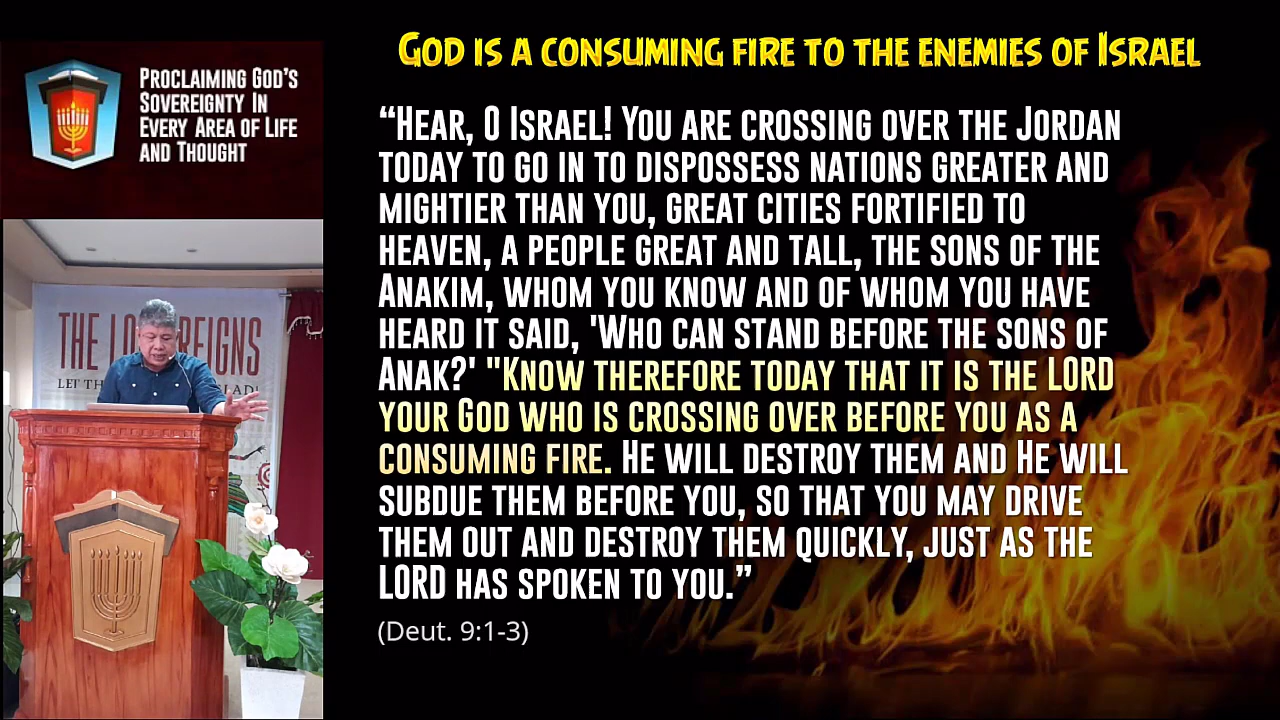 GOD IS A CONSUMING FIRE TO THE ENEMIES OF ISRAEL
PROCLAIMING GOD'S
SOVEREIGNTY IN
EVERY AREA OF LIFE
AND THOUGHT
“HEAR, O ISRAEL! YOU ARE CROSSING OVER THE JORDAN
TODAY TO GO IN TO DISPOSSESS NATIONS GREATER AND
MIGHTIER THAN YOU, GREAT CITIES FORTIFIED TO
HEAVEN, A PEOPLE GREAT AND TALL, THE SONS OF THE
ANAKIM, WHOM YOU KNOW AND OF WHOM YOU HAVE
HEARD IT SAID, 'WHO CAN STAND BEFORE THE SONS OF
ANAK?' "KNOW THEREFORE TODAY THAT IT IS THE LORD
YOUR GOD WHO IS CROSSING OVER BEFORE YOU AS A
CONSUMING FIRE. HE WILL DESTROY THEM AND HE WILL
SUBDUE THEM BEFORE YOU, SO THAT YOU MAY DRIVE
THEM OUT AND DESTROY THEM QUICKLY, JUST AS THE
LORD HAS SPOKEN TO YOU.”
(Deut. 9:1-3)
THE
LET